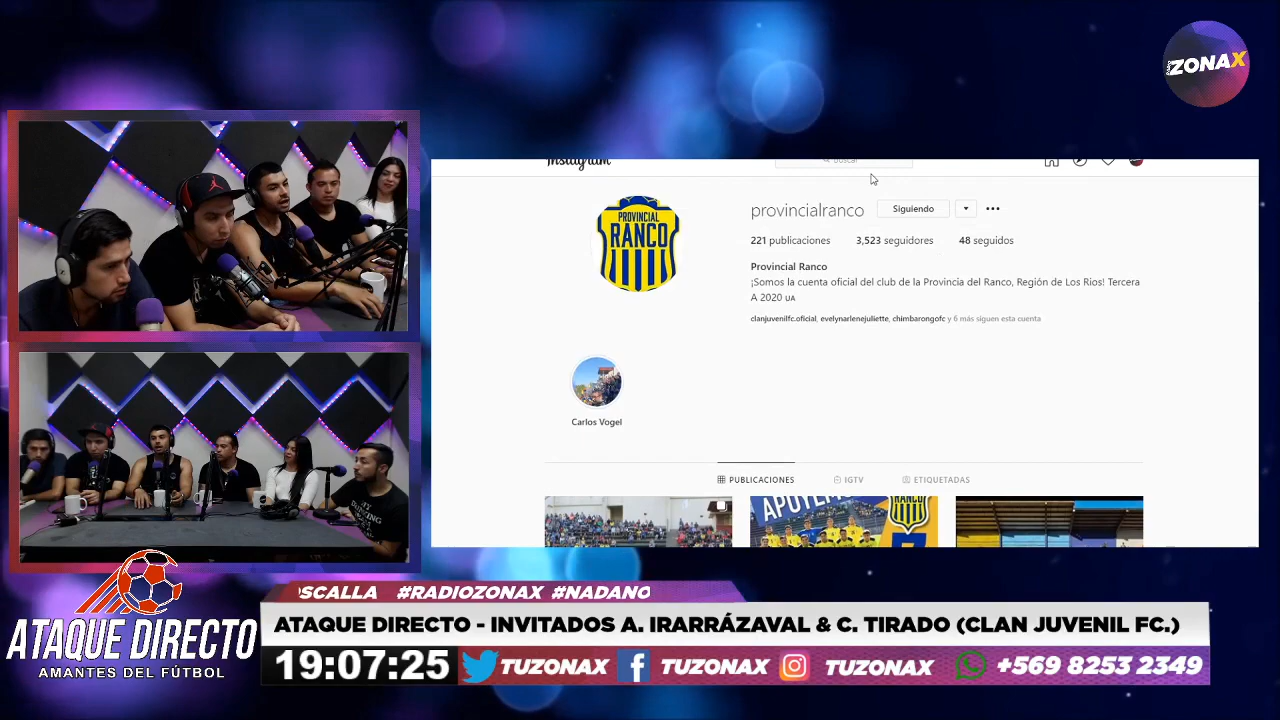 ZONAX
Instagram
Buscar
PROVINCIAL
RANCO
provincialranco
Siguiendo
221 publicaciones
3,523 seguidores
48 seguidos
Provincial Ranco
¡Somos la cuenta oficial del club de la Provincia del Ranco, Región de Los Ríos! Tercera
A 2020 UA
clanjuvenilfc.oficial, evelynarlenejuliette, chimbarongofc y 6 más siguen esta cuenta
Carlos Vogel
PUBLICACIONES
IGTV
ETIQUETADAS
RANCO
SCALLA #RADIOZONAX #NADANO
ATAQUE DIRECTO
AMANTES DEL FÚTBOL
ATAQUE DIRECTO - INVITADOS A. IRARRÁZAVAL & C. TIRADO (CLAN JUVENIL FC.)
19:07:25
TUZONAX
TUZONAX
TUZONAX
+569 8253 2349